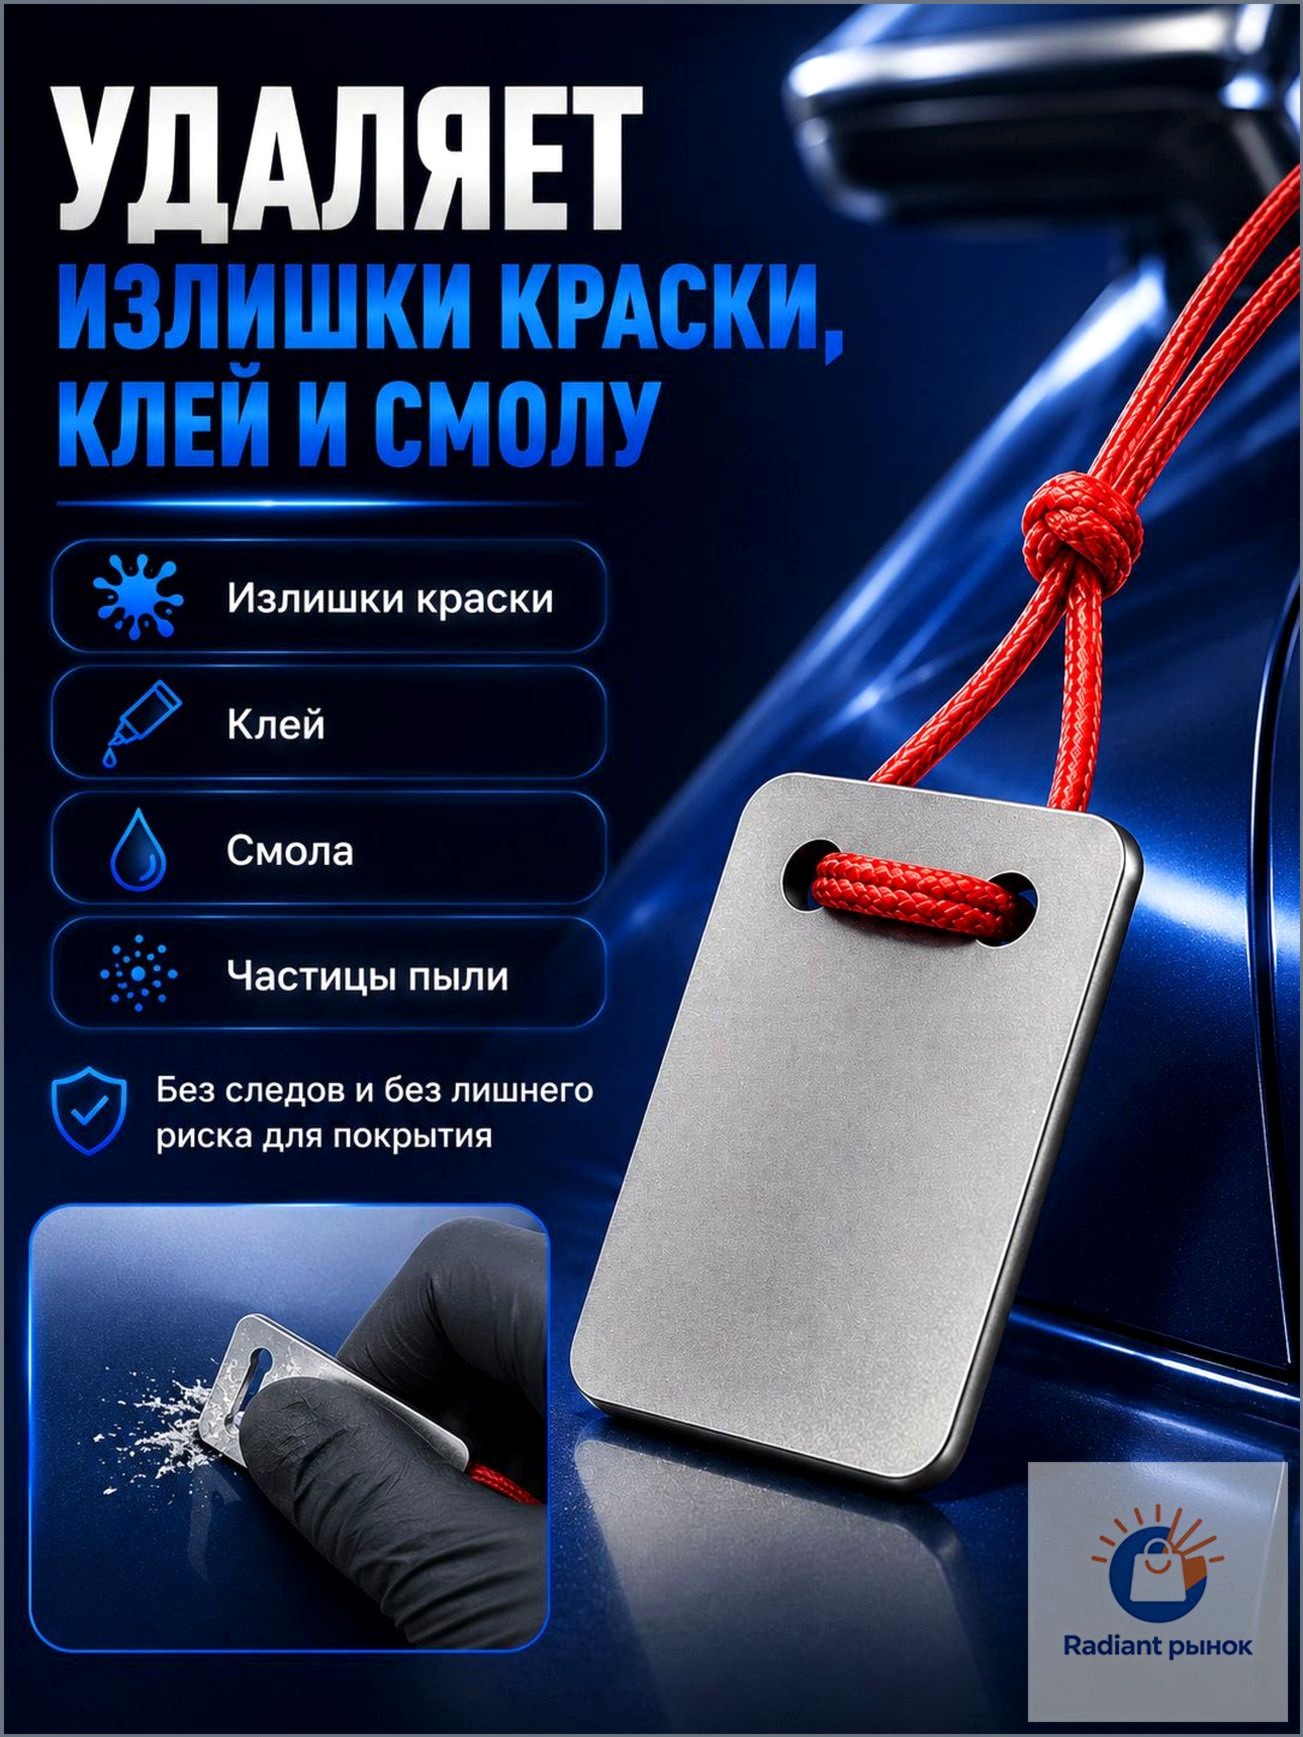 УДАЛЯЕТ
ИЗЛИШКИ КРАСКИ,
КЛЕЙ И СМОЛУ
Излишки краски
Клей
Смола
Частицы пыли
Без следов и без лишнего
риска для покрытия
Radiant рынок